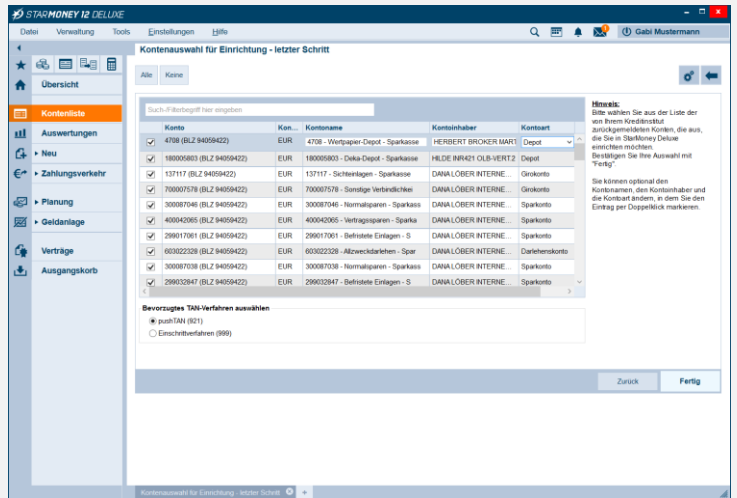 STARMONEY 12 DELUXE
Datei Verwaltung Tools Einstellungen Hilfe Gabi Mustermann
Kontenauswahl für Einrichtung - letzter Schritt
Alle Keine
Übersicht
Kontenliste
Auswertungen
Neu
Zahlungsverkehr
Planung
Geldanlage
Verträge
Ausgangskorb
Such-/Filterbegriff hier eingeben
Konto Kon... Kontoname Kontoinhaber Kontoart
4708 (BLZ 94059422) EUR 4708 - Wertpapier-Depot - Sparkasse HERBERT BROKER MART Depot
180005803 (BLZ 94059422) EUR 180005803 - Deka-Depot - Sparkasse HILDE INR421 OLB-VERT.2 Depot
137117 (BLZ 94059422) EUR 137117 - Sichteinlagen - Sparkasse DANA LÖBER INTERNE... Girokonto
700007578 (BLZ 94059422) EUR 700007578 - Sonstige Verbindlichkei DANA LÖBER INTERNE... Girokonto
300087046 (BLZ 94059422) EUR 300087046 - Normalsparen - Sparkass DANA LÖBER INTERNE... Sparkonto
400042065 (BLZ 94059422) EUR 400042065 - Vertragssparen - Sparka DANA LÖBER INTERNE... Sparkonto
299017061 (BLZ 94059422) EUR 299017061 - Befristete Einlagen - S DANA LÖBER INTERNE... Sparkonto
603022328 (BLZ 94059422) EUR 603022328 - Allzweckdarlehen - Spar DANA LÖBER INTERNE... Darlehenskonto
300087038 (BLZ 94059422) EUR 300087038 - Normalsparen - Sparkass DANA LÖBER INTERNE... Sparkonto
299032847 (BLZ 94059422) EUR 299032847 - Befristete Einlagen - S DANA LÖBER INTERNE... Sparkonto
Bevorzugtes TAN-Verfahren auswählen
pushTAN (921)
Einschrittverfahren (999)
Hinweis:
Bitte wählen Sie aus der Liste der
von Ihrem Kreditinstitut
zurückgemeldeten Konten, die aus,
die Sie in StarMoney Deluxe
einrichten möchten.
Bestätigen Sie Ihre Auswahl mit
"Fertig".
Sie können optional den
Kontonamen, den Kontoinhaber und
die Kontoart ändern, in dem Sie den
Eintrag per Doppelklick markieren.
Zurück Fertig
Kontenauswahl für Einrichtung - letzter Schritt